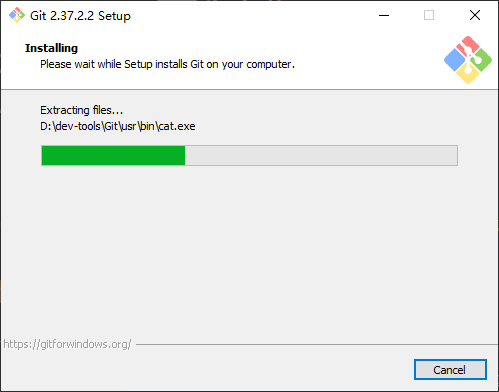 Git 2.37.2.2 Setup
Installing
Please wait while Setup installs Git on your computer.
Extracting files...
D:\dev-tools\Git\usr\bin\cat.exe
https://gitforwindows.org/
Cancel